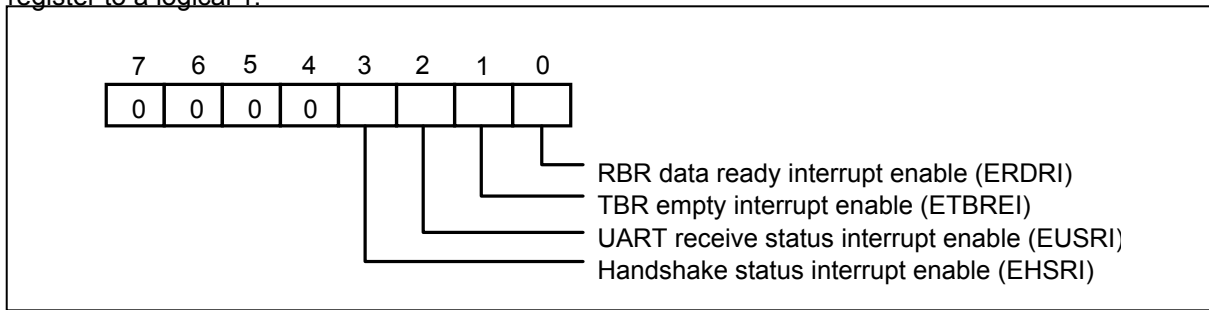 register to a logical 1.
7 6 5 4 3 2 1 0
0 0 0 0
RBR data ready interrupt enable (ERDRI)
TBR empty interrupt enable (ETBREI)
UART receive status interrupt enable (EUSRI)
Handshake status interrupt enable (EHSRI)